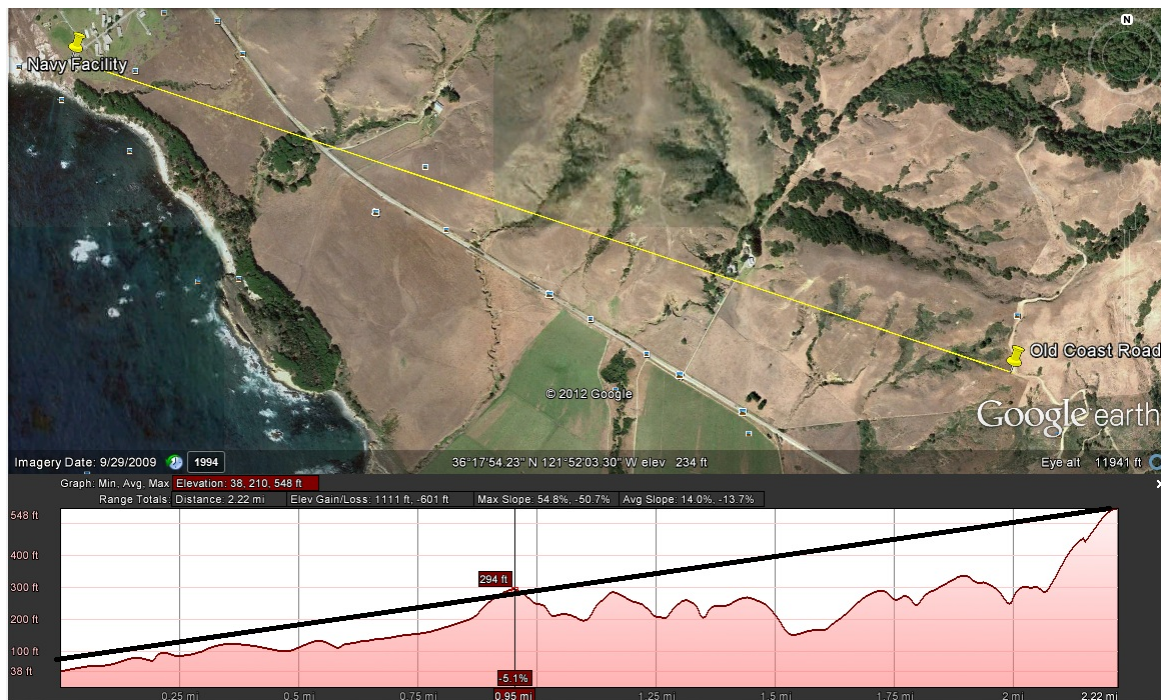 N
Navy Facility
Old Coast Road
© 2012 Google
Google earth
Imagery Date: 9/29/2009 1994 36°17'54.23" N 121°52'03.30" W elev 234 ft Eye alt 11941 ft
Graph: Min, Avg, Max Elevation: 38, 210, 548 ft
Range Totals: Distance: 2.22 mi Elev Gain/Loss: 1111 ft, -601 ft Max Slope: 54.8%, -50.7% Avg Slope: 14.0%, -13.7%
548 ft
400 ft
294 ft
300 ft
200 ft
100 ft
38 ft
-5.1%
0.25 mi 0.5 mi 0.75 mi 0.95 mi 1.25 mi 1.5 mi 1.75 mi 2 mi 2.22 mi